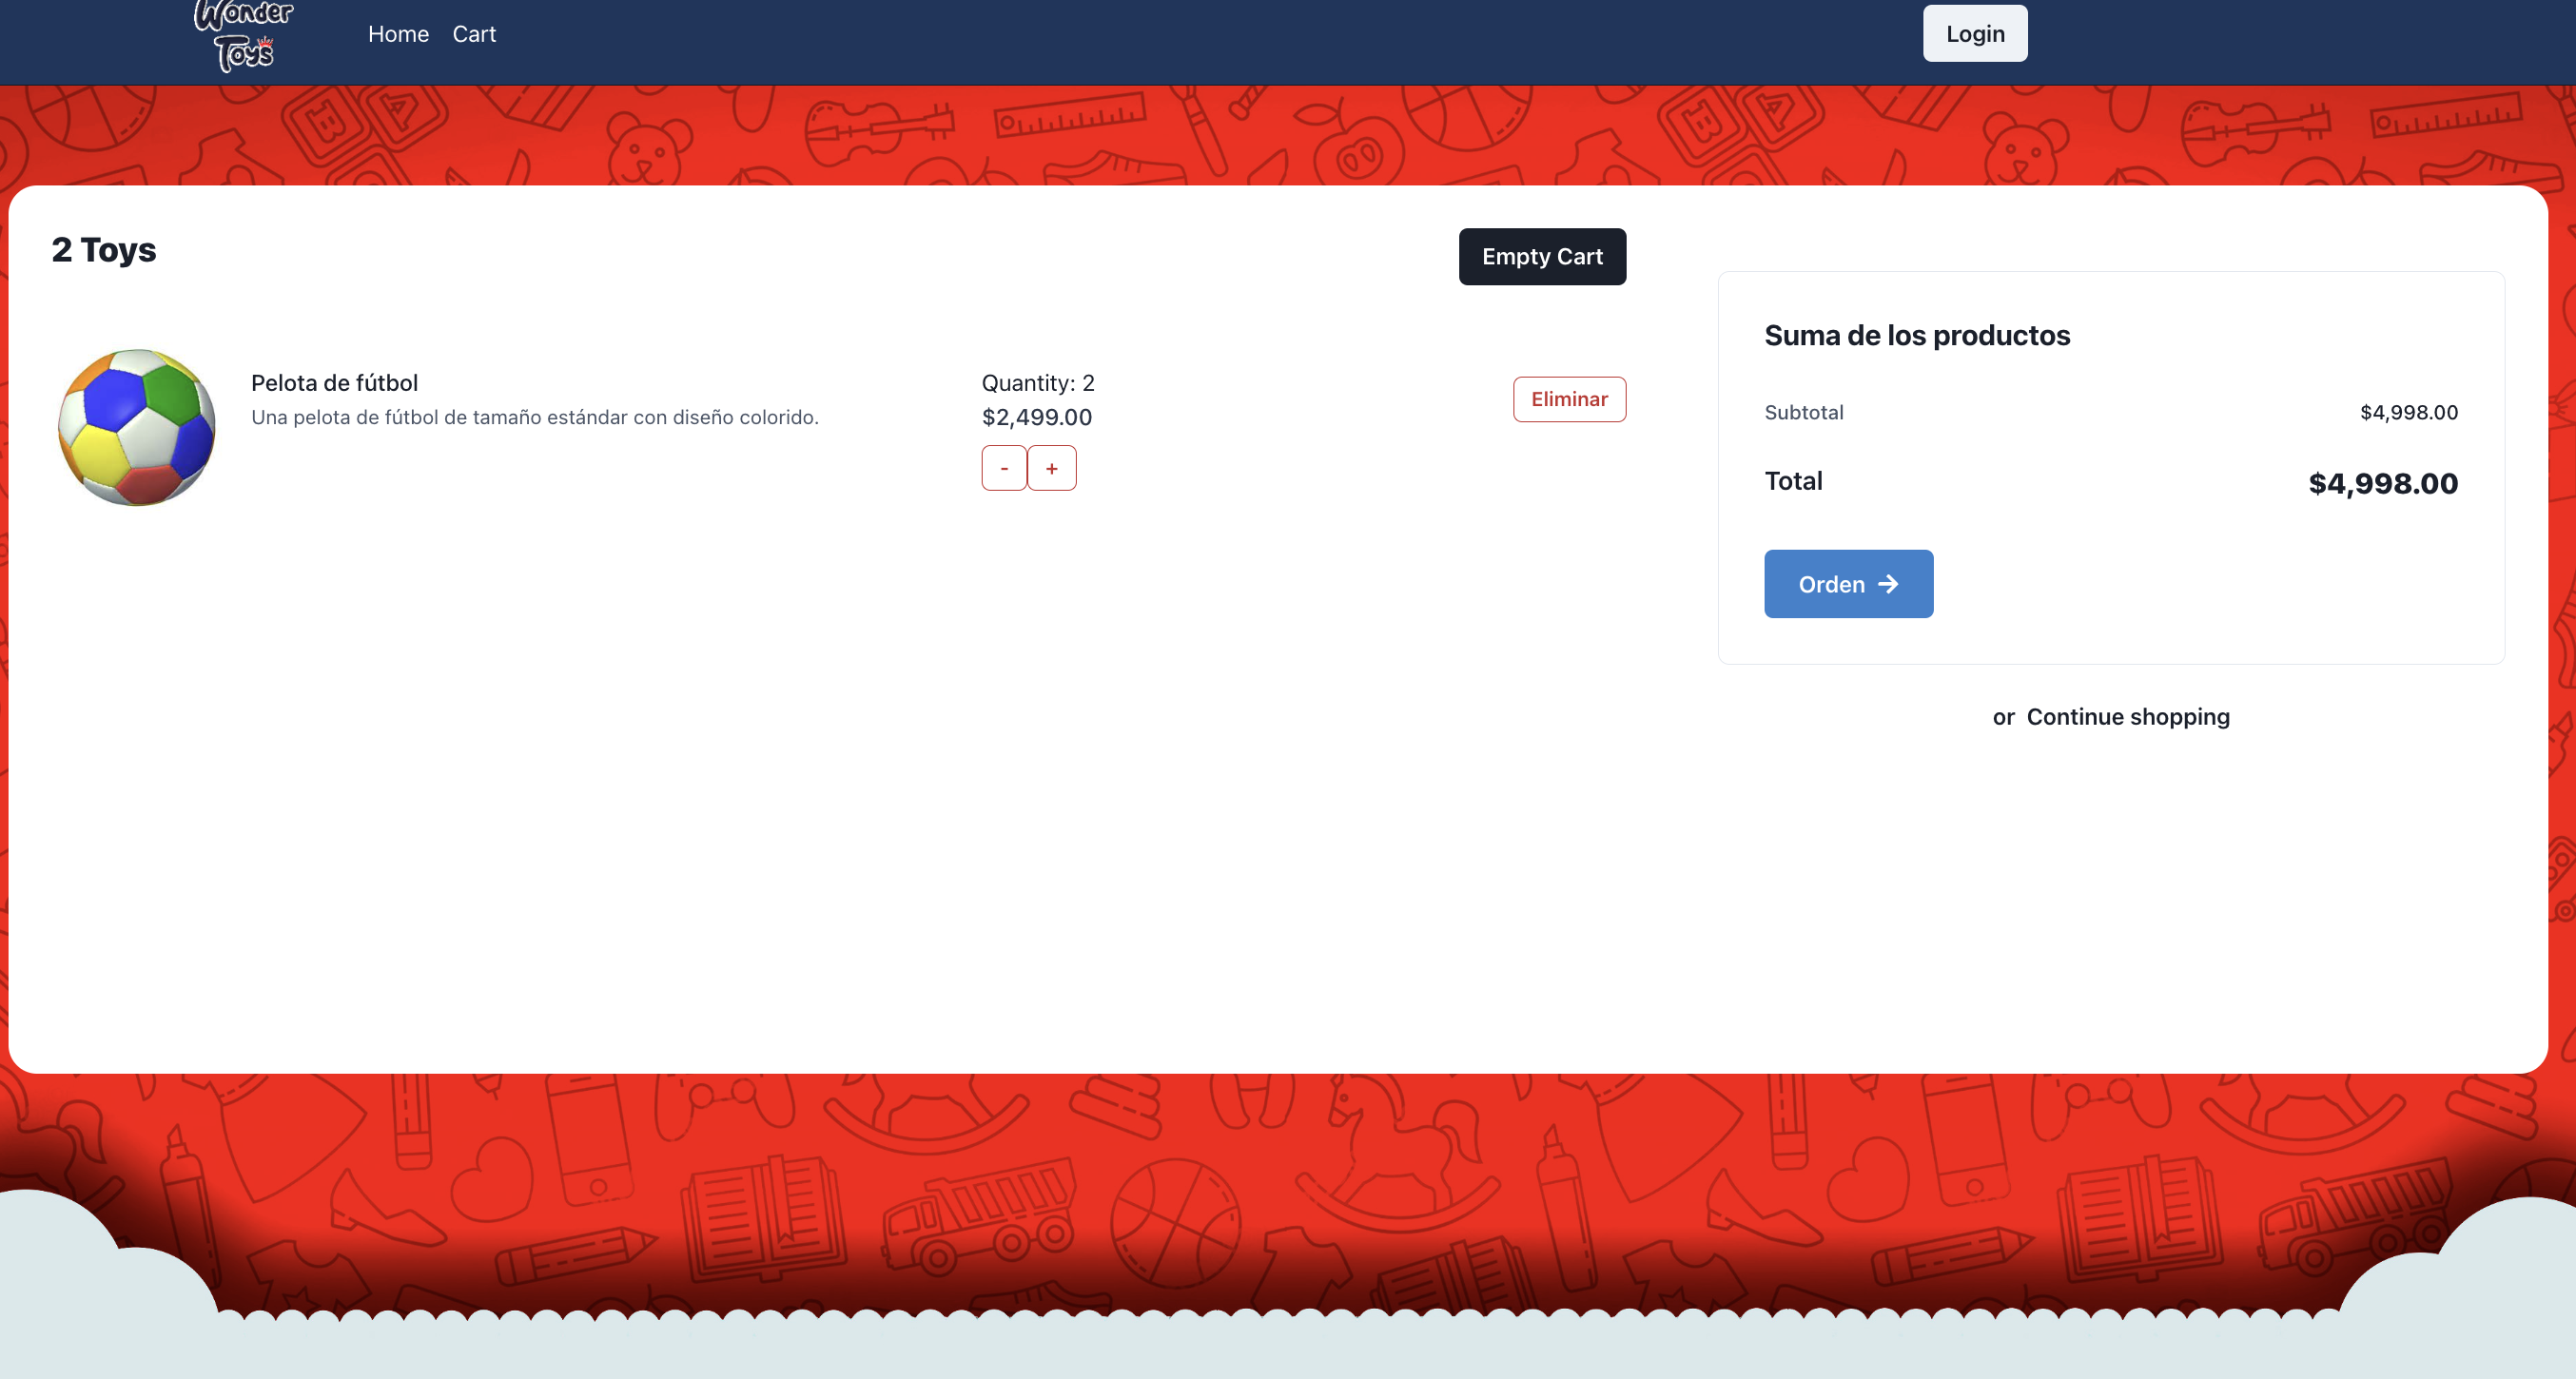 Wonder
Toys
Home Cart
Login
2 Toys
Empty Cart
Pelota de fútbol
Una pelota de fútbol de tamaño estándar con diseño colorido.
Quantity: 2
$2,499.00
- +
Eliminar
Suma de los productos
Subtotal $4,998.00
Total $4,998.00
Orden →
or Continue shopping
B A
B A